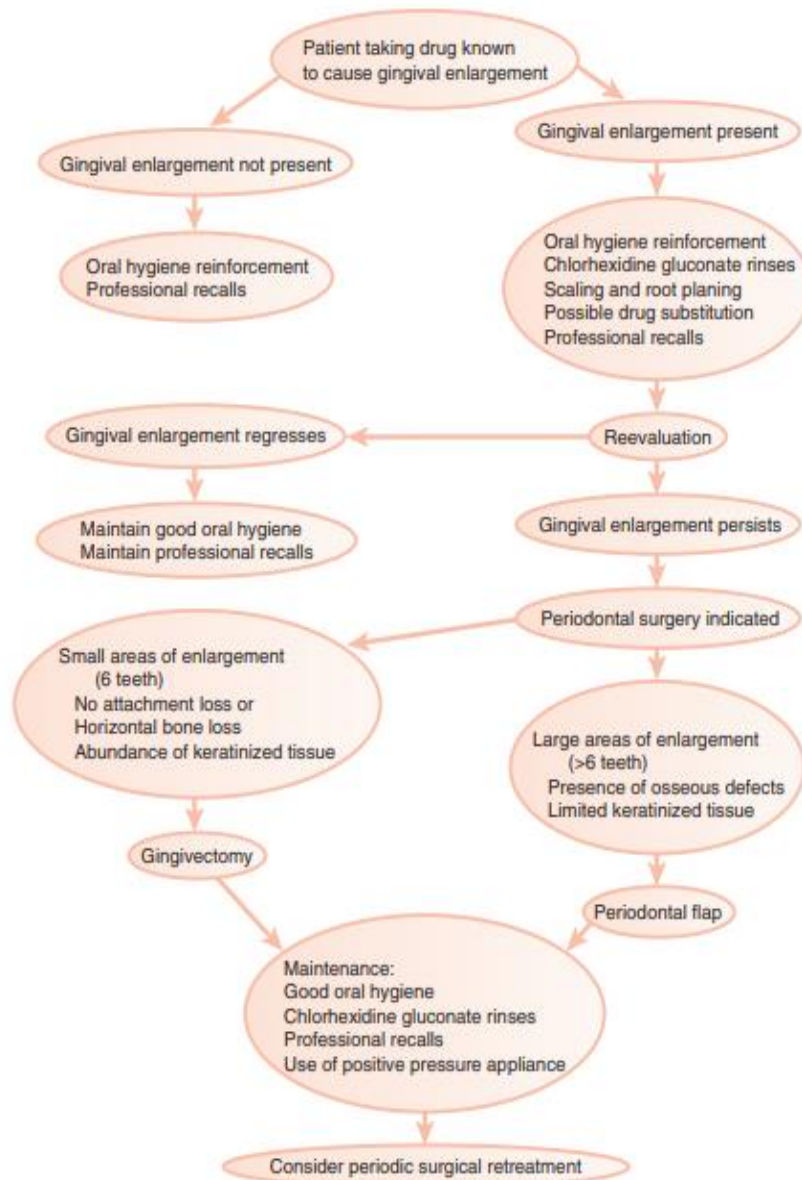 Patient taking drug known
to cause gingival enlargement
Gingival enlargement not present
Gingival enlargement present
Oral hygiene reinforcement
Professional recalls
Oral hygiene reinforcement
Chlorhexidine gluconate rinses
Scaling and root planing
Possible drug substitution
Professional recalls
Gingival enlargement regresses
Reevaluation
Maintain good oral hygiene
Maintain professional recalls
Gingival enlargement persists
Periodontal surgery indicated
Small areas of enlargement
(6 teeth)
No attachment loss or
Horizontal bone loss
Abundance of keratinized tissue
Large areas of enlargement
(>6 teeth)
Presence of osseous defects
Limited keratinized tissue
Gingivectomy
Periodontal flap
Maintenance:
Good oral hygiene
Chlorhexidine gluconate rinses
Professional recalls
Use of positive pressure appliance
Consider periodic surgical retreatment